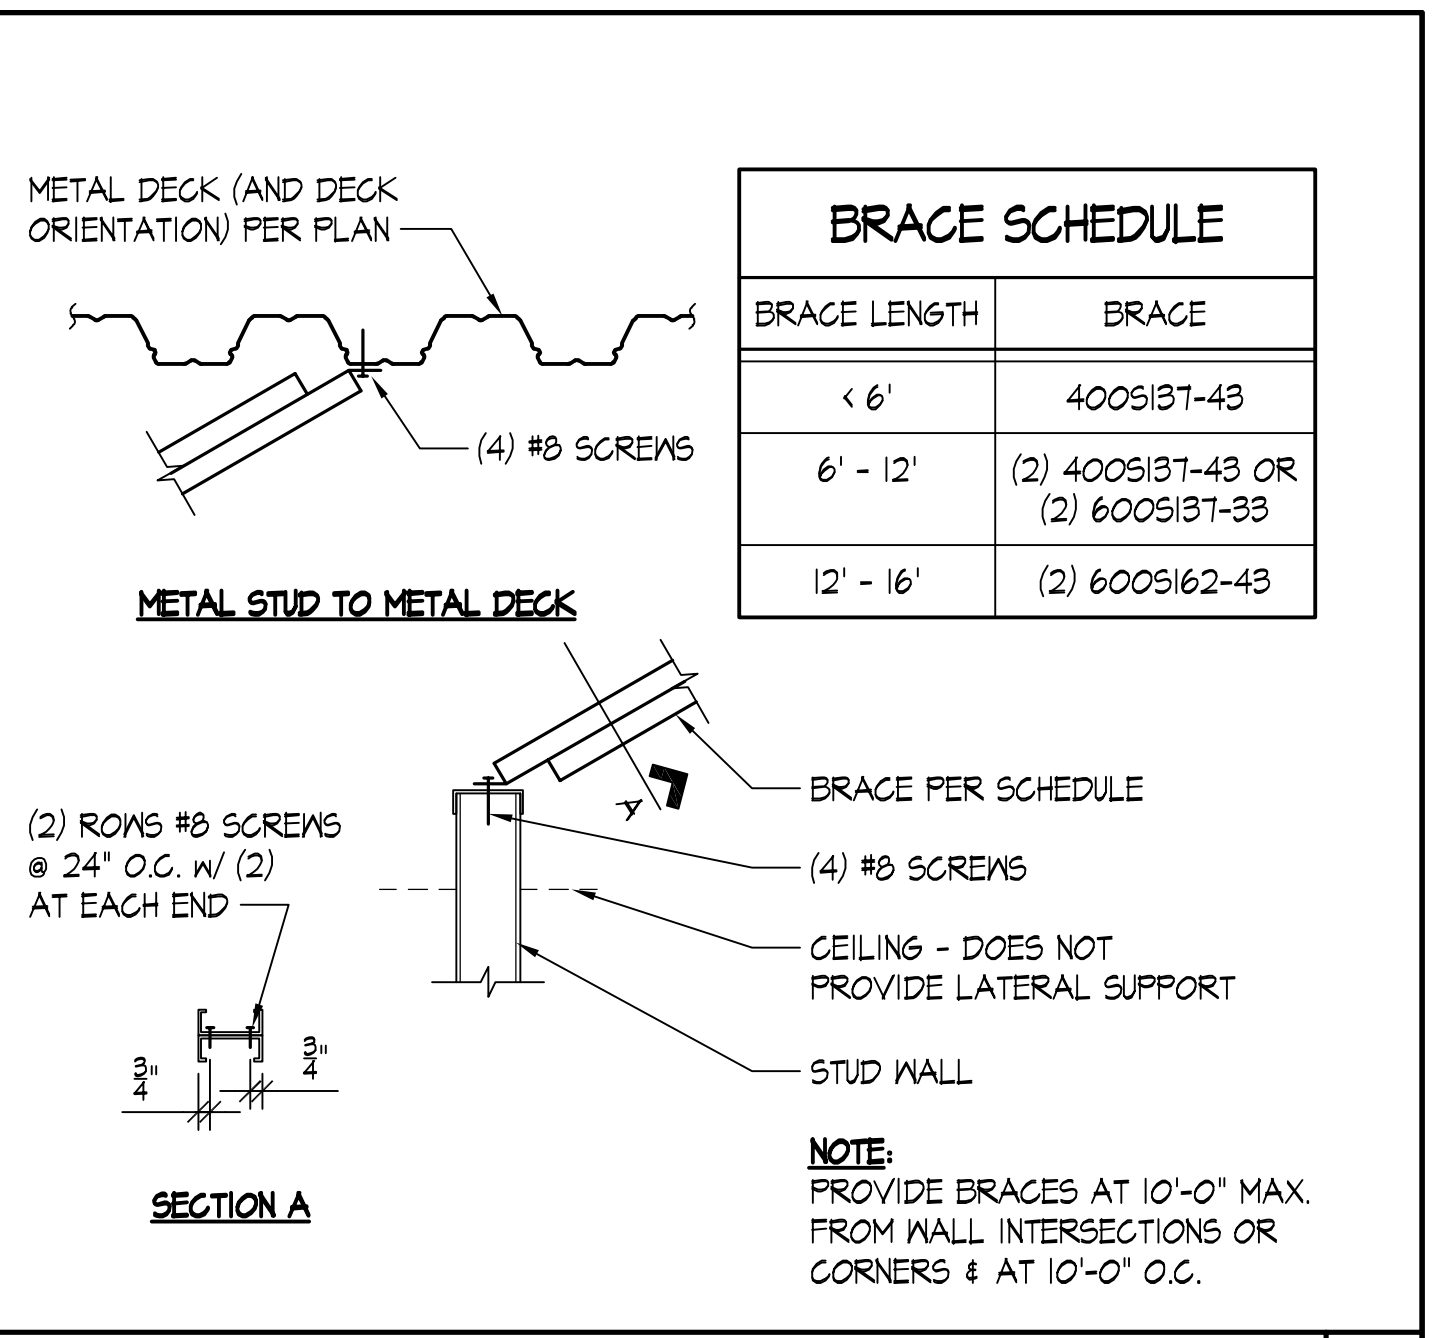 METAL DECK (AND DECK
ORIENTATION) PER PLAN
(4) #8 SCREWS
METAL STUD TO METAL DECK
BRACE SCHEDULE
BRACE LENGTH BRACE
< 6' 400S137-43
6' - 12' (2) 400S137-43 OR
(2) 600S137-33
12' - 16' (2) 600S162-43
A
BRACE PER SCHEDULE
(4) #8 SCREWS
CEILING - DOES NOT
PROVIDE LATERAL SUPPORT
STUD WALL
(2) ROWS #8 SCREWS
@ 24" O.C. W/ (2)
AT EACH END
3/4" 3/4"
SECTION A
NOTE:
PROVIDE BRACES AT 10'-0" MAX.
FROM WALL INTERSECTIONS OR
CORNERS & AT 10'-0" O.C.